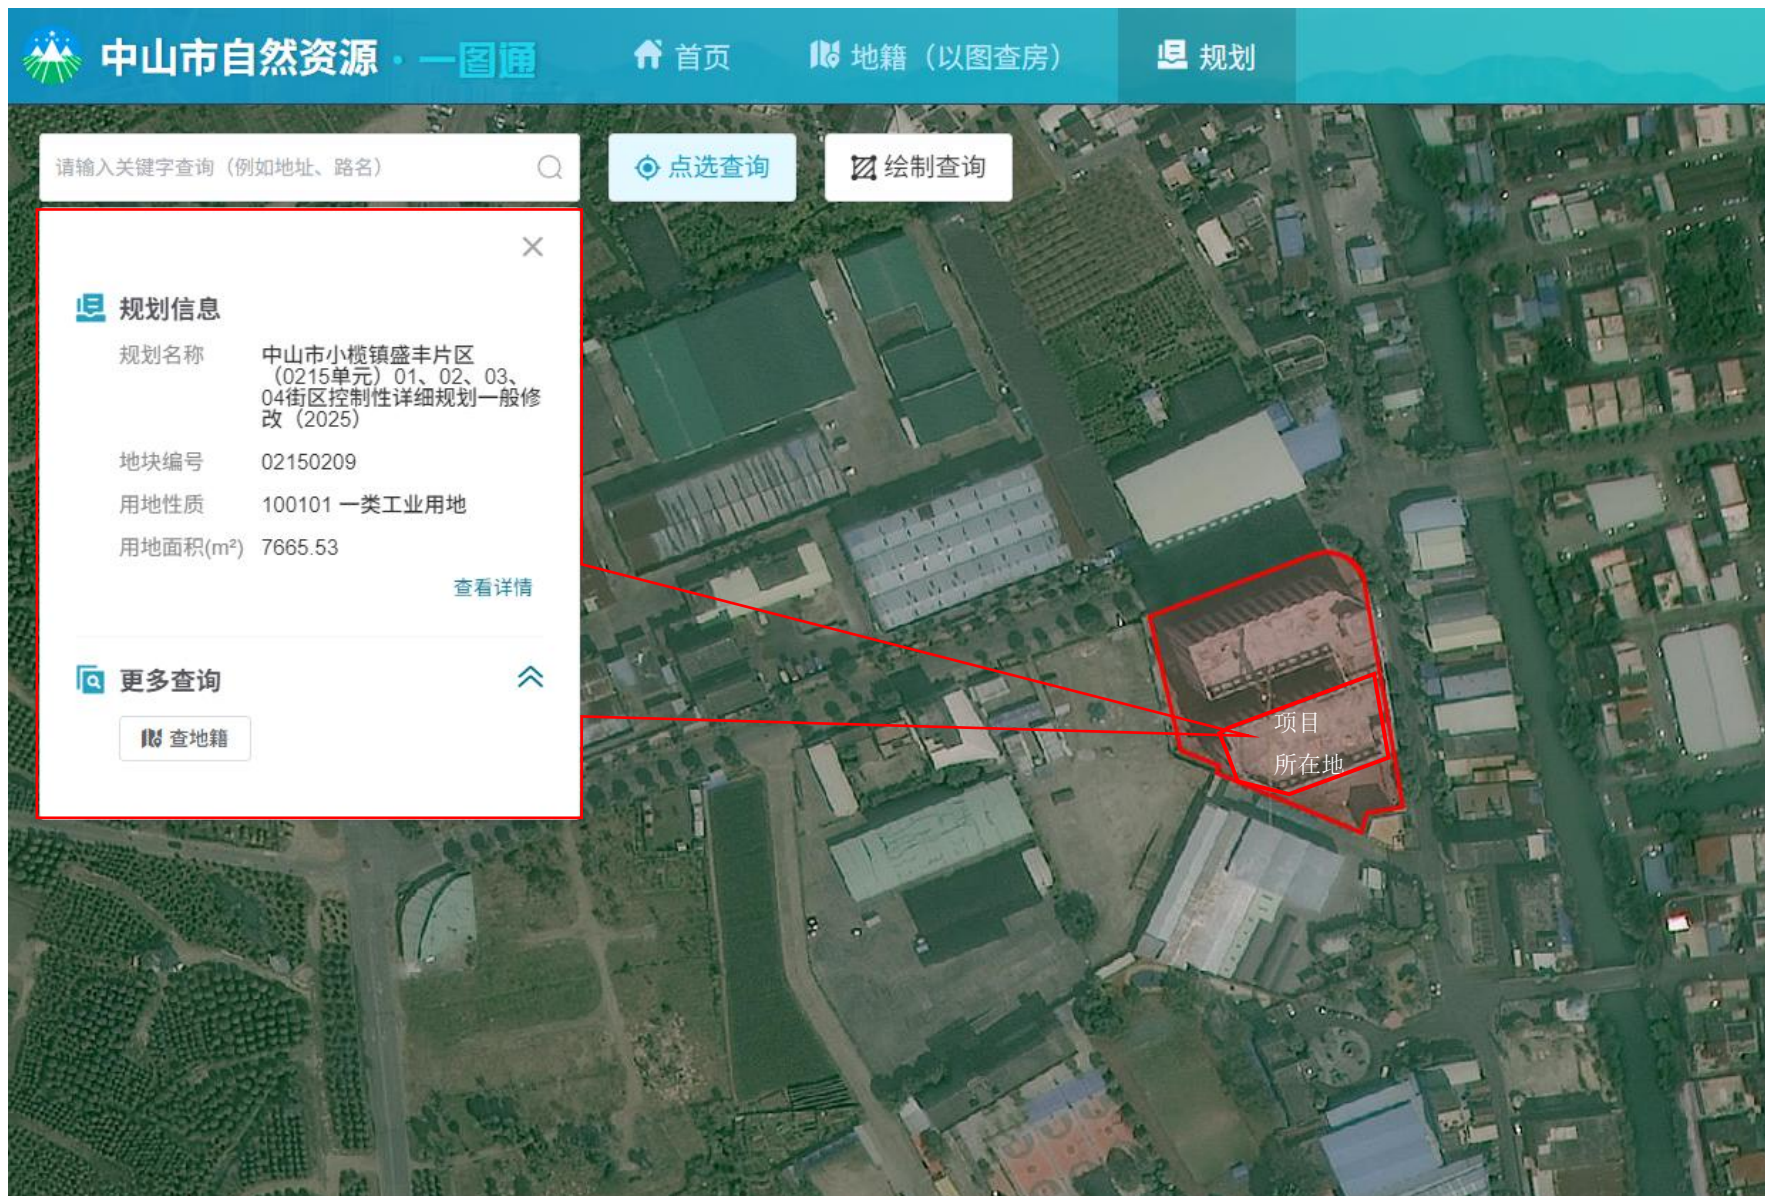 中山市自然资源·一图通
首页
地籍（以图查房）
规划
请输入关键字查询（例如地址、路名）
点选查询
绘制查询
规划信息
规划名称
中山市小榄镇盛丰片区
（0215单元）01、02、03、
04街区控制性详细规划一般修
改（2025）
地块编号
02150209
用地性质
100101 一类工业用地
用地面积(m²)
7665.53
查看详情
更多查询
查地籍
项目
所在地